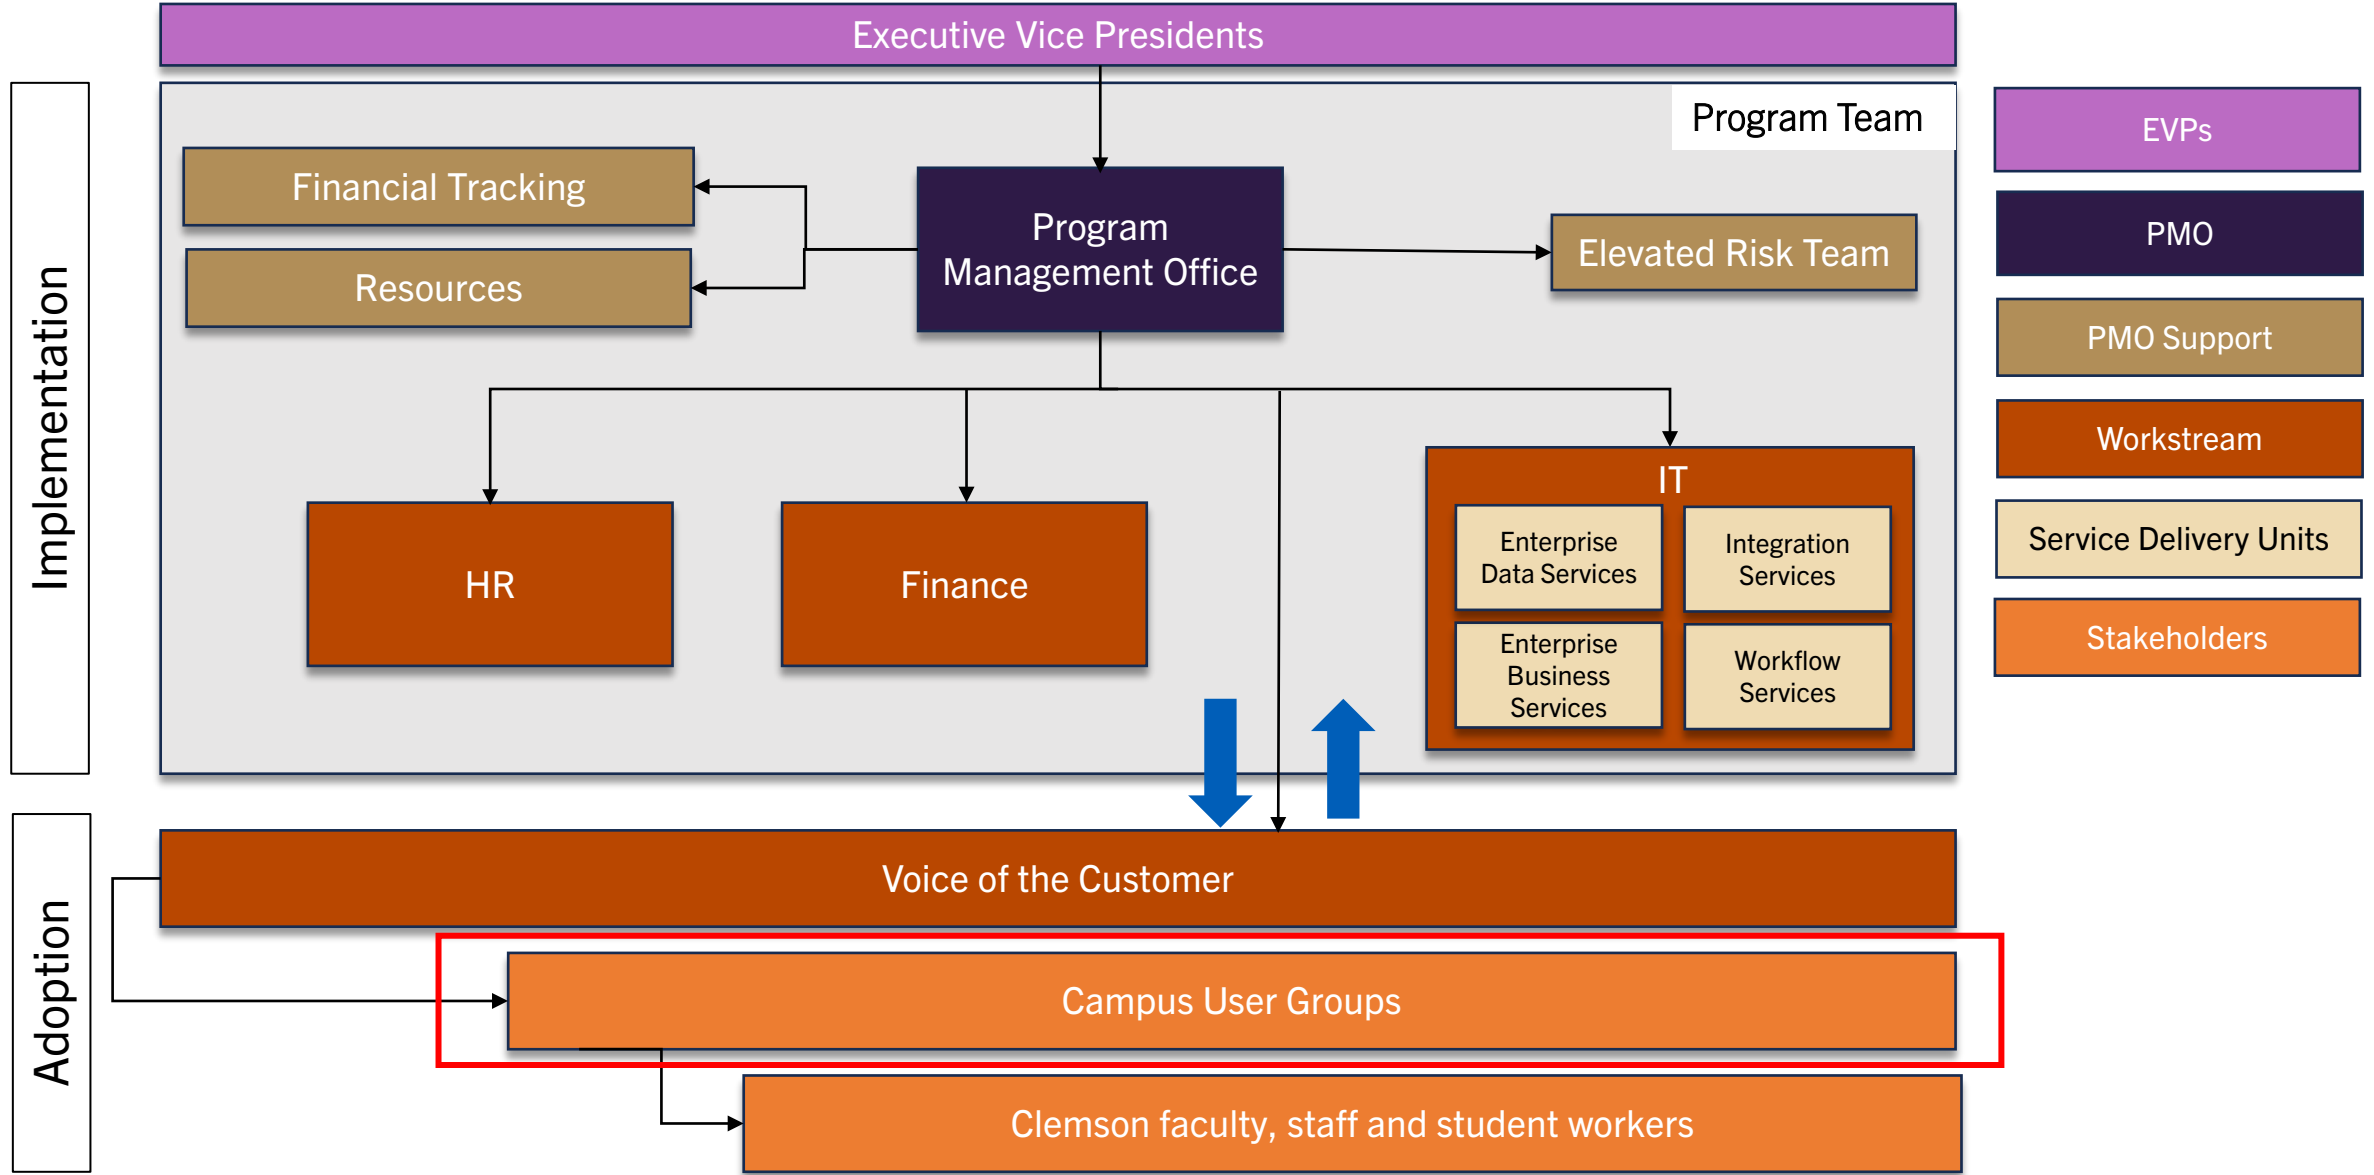 Executive Vice Presidents
Implementation
Program Team
Financial Tracking
Resources
Program
Management Office
Elevated Risk Team
HR
Finance
IT
Enterprise
Data Services
Integration
Services
Enterprise
Business
Services
Workflow
Services
EVPs
PMO
PMO Support
Workstream
Service Delivery Units
Stakeholders
Adoption
Voice of the Customer
Campus User Groups
Clemson faculty, staff and student workers